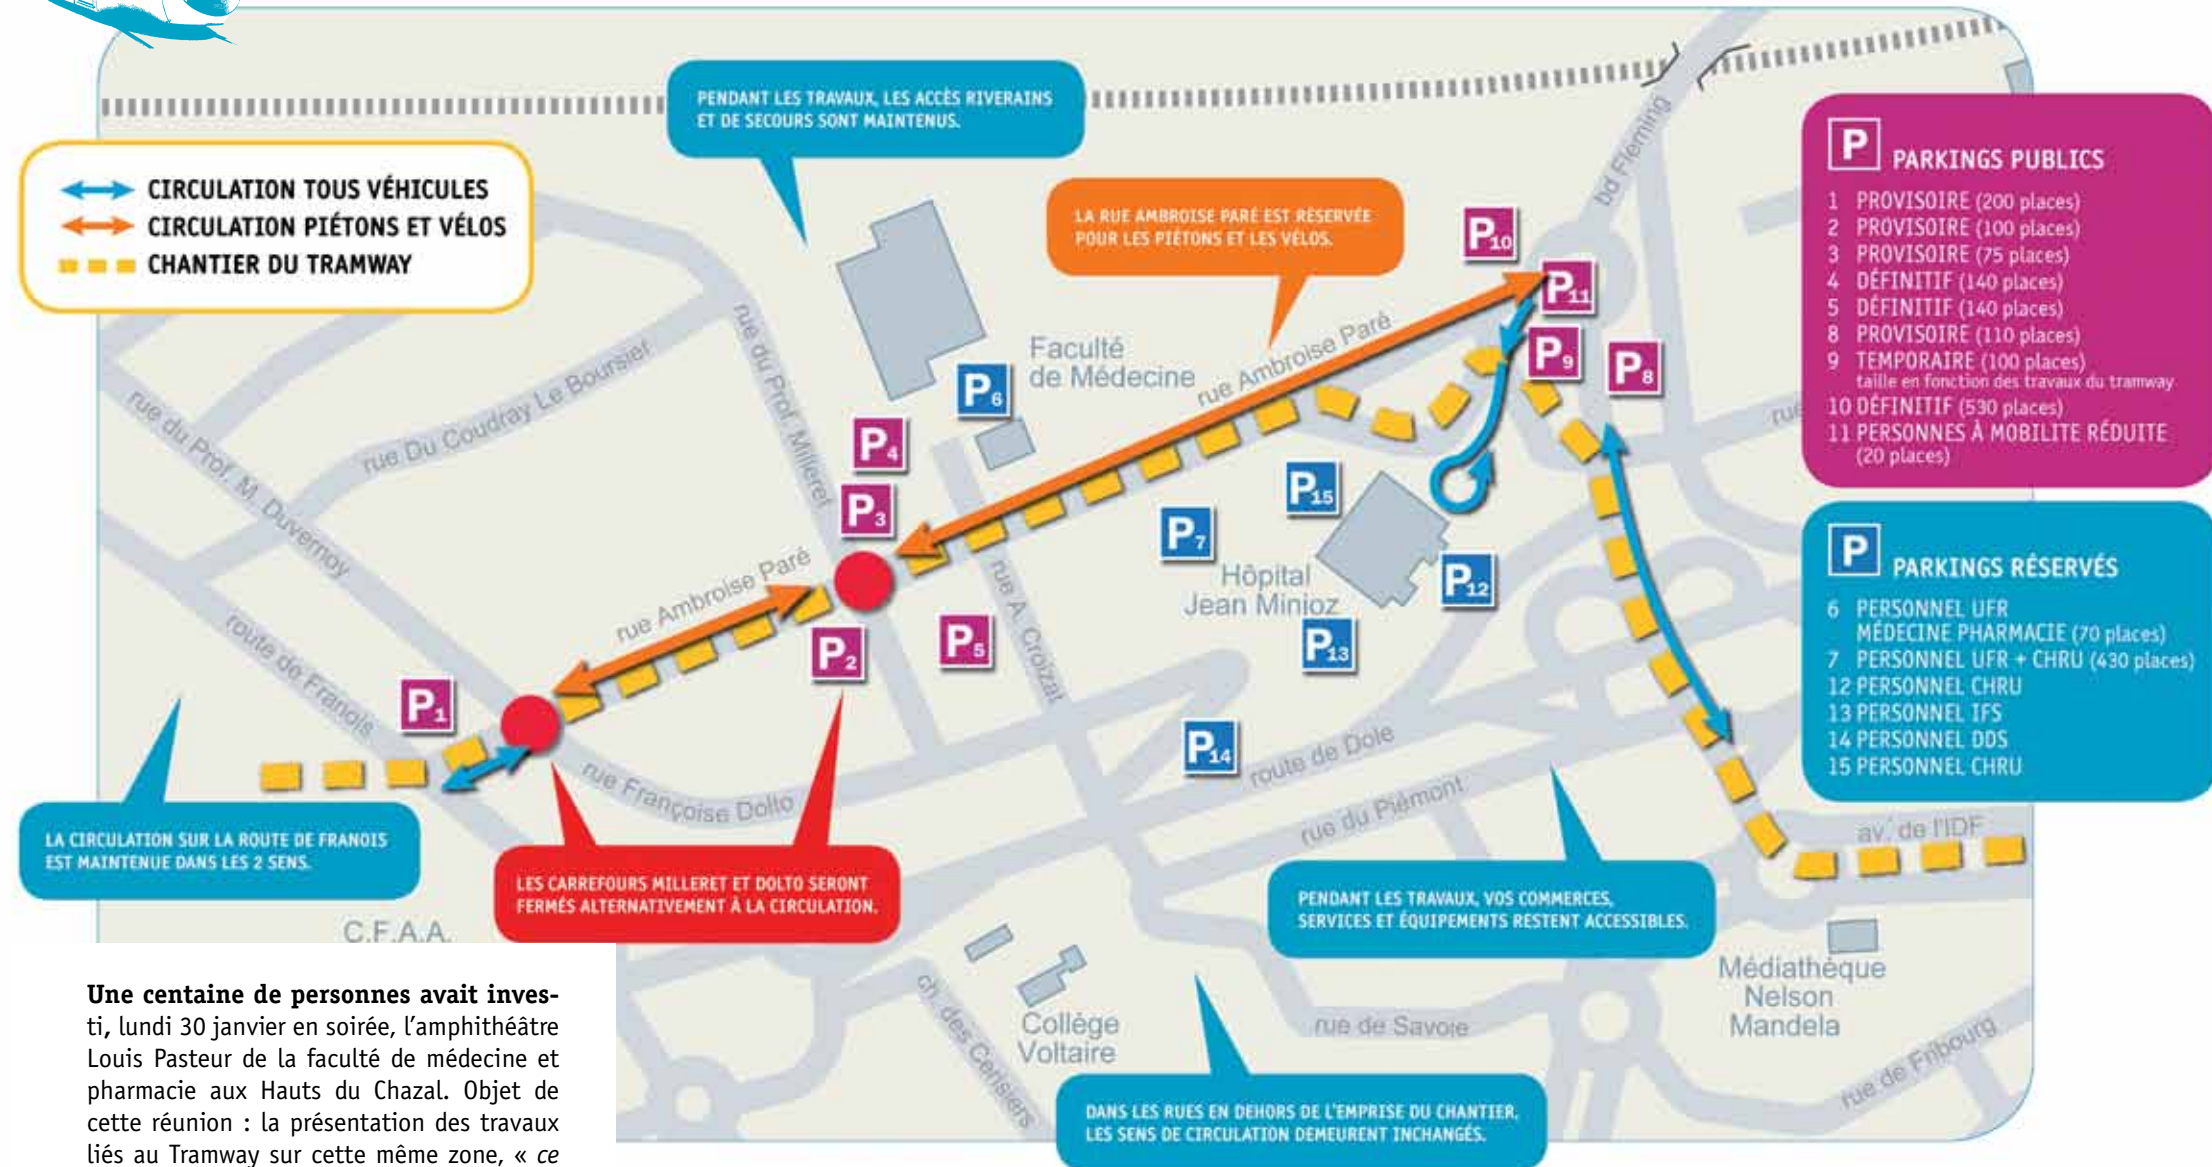 PENDANT LES TRAVAUX, LES ACCÈS RIVERAINS
ET DE SECOURS SONT MAINTENUS.
CIRCULATION TOUS VÉHICULES
CIRCULATION PIÉTONS ET VÉLOS
CHANTIER DU TRAMWAY
LA RUE AMBROISE PARÉ EST RÉSERVÉE
POUR LES PIÉTONS ET LES VÉLOS.
bd Fleming
P PARKINGS PUBLICS
1 PROVISOIRE (200 places)
2 PROVISOIRE (100 places)
3 PROVISOIRE (75 places)
4 DÉFINITIF (140 places)
5 DÉFINITIF (140 places)
8 PROVISOIRE (110 places)
9 TEMPORAIRE (100 places)
taille en fonction des travaux du tramway
10 DÉFINITIF (530 places)
11 PERSONNES À MOBILITE RÉDUITE
(20 places)
P PARKINGS RÉSERVÉS
6 PERSONNEL UFR
MÉDECINE PHARMACIE (70 places)
7 PERSONNEL UFR + CHRU (430 places)
12 PERSONNEL CHRU
13 PERSONNEL IFS
14 PERSONNEL DDS
15 PERSONNEL CHRU
P10
P11
P9
P8
rue
Faculté
de Médecine
rue Ambroise Paré
P6
P4
P3
rue du Prof. Milleret
rue Du Coudray Le Boursiet
rue du Prof. M. Duvernoy
P15
P7
Hôpital
Jean Minioz
P12
P13
rue Ambroise Paré
rue A. Croizat
P2
P5
route de Franois
P1
P14
route de Dole
rue Françoise Dolto
rue du Piémont
av. de l'IDF
LA CIRCULATION SUR LA ROUTE DE FRANOIS
EST MAINTENUE DANS LES 2 SENS.
LES CARREFOURS MILLERET ET DOLTO SERONT
FERMÉS ALTERNATIVEMENT À LA CIRCULATION.
PENDANT LES TRAVAUX, VOS COMMERCES,
SERVICES ET ÉQUIPEMENTS RESTENT ACCESSIBLES.
C.F.A.A.
Médiathèque
Nelson
Mandela
ch. des Cerisiers
Collège
Voltaire
rue de Savoie
rue de Fribourg
DANS LES RUES EN DEHORS DE L'EMPRISE DU CHANTIER,
LES SENS DE CIRCULATION DEMEURENT INCHANGÉS.
Une centaine de personnes avait inves-
ti, lundi 30 janvier en soirée, l'amphithéâtre
Louis Pasteur de la faculté de médecine et
pharmacie aux Hauts du Chazal. Objet de
cette réunion : la présentation des travaux
liés au Tramway sur cette même zone, « ce